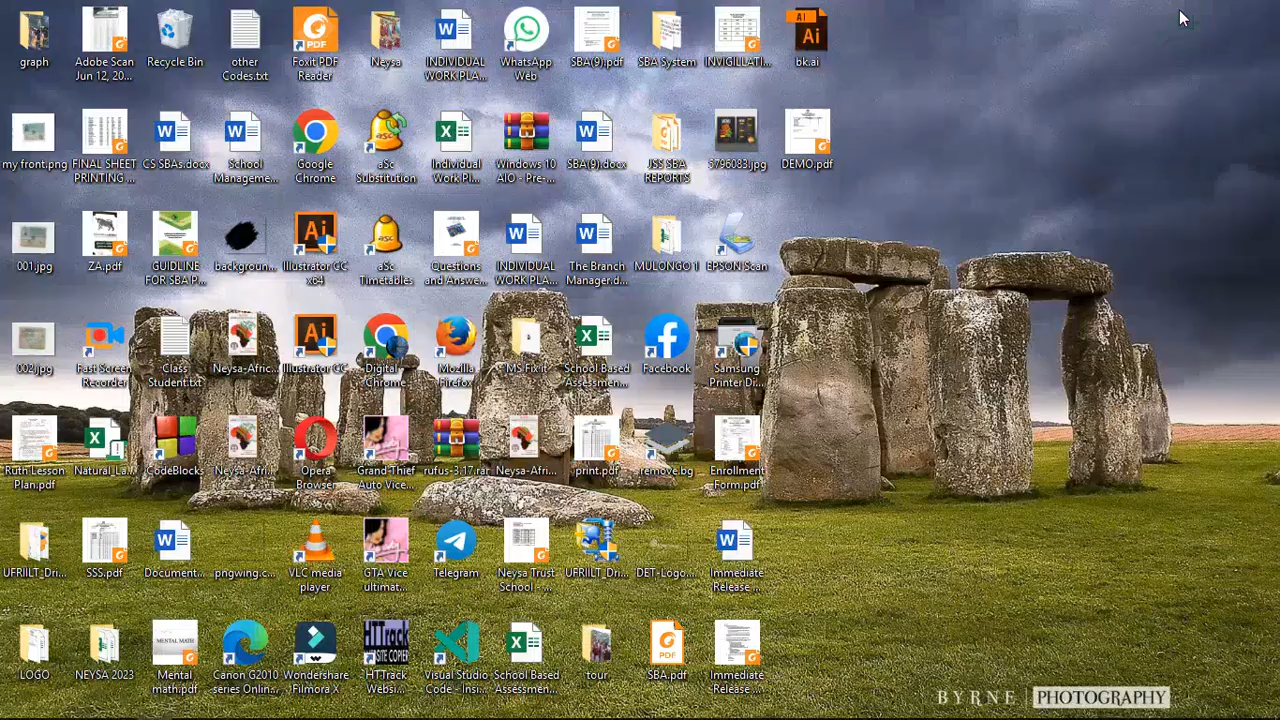 graph
Adobe Scan
Jun 12, 20...
Recycle Bin
other
Codes.txt
Foxit PDF
Reader
Neysa
INDIVIDUAL
WORK PLA...
WhatsApp
Web
SBA(9).pdf
SBA System
INVIGILLATI...
bk.ai
my front.png
FINAL SHEET
PRINTING ...
CS SBAs.docx
School
Manageme...
Google
Chrome
aSc
Substitution
Individual
Work Pl...
Windows 10
AIO - Pre-...
SBA(9).docx
JSS SBA
REPORTS
5796083.jpg
DEMO.pdf
001.jpg
ZA.pdf
GUIDLINE
FOR SBA P...
backgroun...
Illustrator CC
x64
aSc
Timetables
Questions
and Answe...
INDIVIDUAL
WORK PLA...
The Branch
Manager.d...
MULONGO 1
EPSON Scan
002.jpg
Fast Screen
Recorder
Class
Student.txt
Neysa-Afric...
Illustrator CC
Digital
Chrome
Mozilla
Firefox
MS Fix it
School Based
Assessmen...
Facebook
Samsung
Printer Di...
Ruth Lesson
Plan.pdf
Natural_La...
CodeBlocks
Neysa-Afri...
Opera
Browser
Grand Thief
Auto Vice...
rufus-3.17.rar
Neysa-Afri...
print.pdf
remove.bg
Enrollment
Form.pdf
UFRIILT_Dri...
SSS.pdf
Document...
pngwing.c...
VLC media
player
GTA Vice
ultimat...
Telegram
Neysa Trust
School - ...
UFRIILT_Dri...
DET-Logo...
Immediate
Release ...
LOGO
NEYSA 2023
MENTAL MATH
Mental
math.pdf
Canon G2010
series Onlin...
Wondershare
Filmora X
HTTrack
WEBSITE COPIER
HTTrack
Websi...
Visual Studio
Code - Insi...
School Based
Assessmen...
tour
PDF
SBA.pdf
Immediate
Release ...
BYRNE | PHOTOGRAPHY